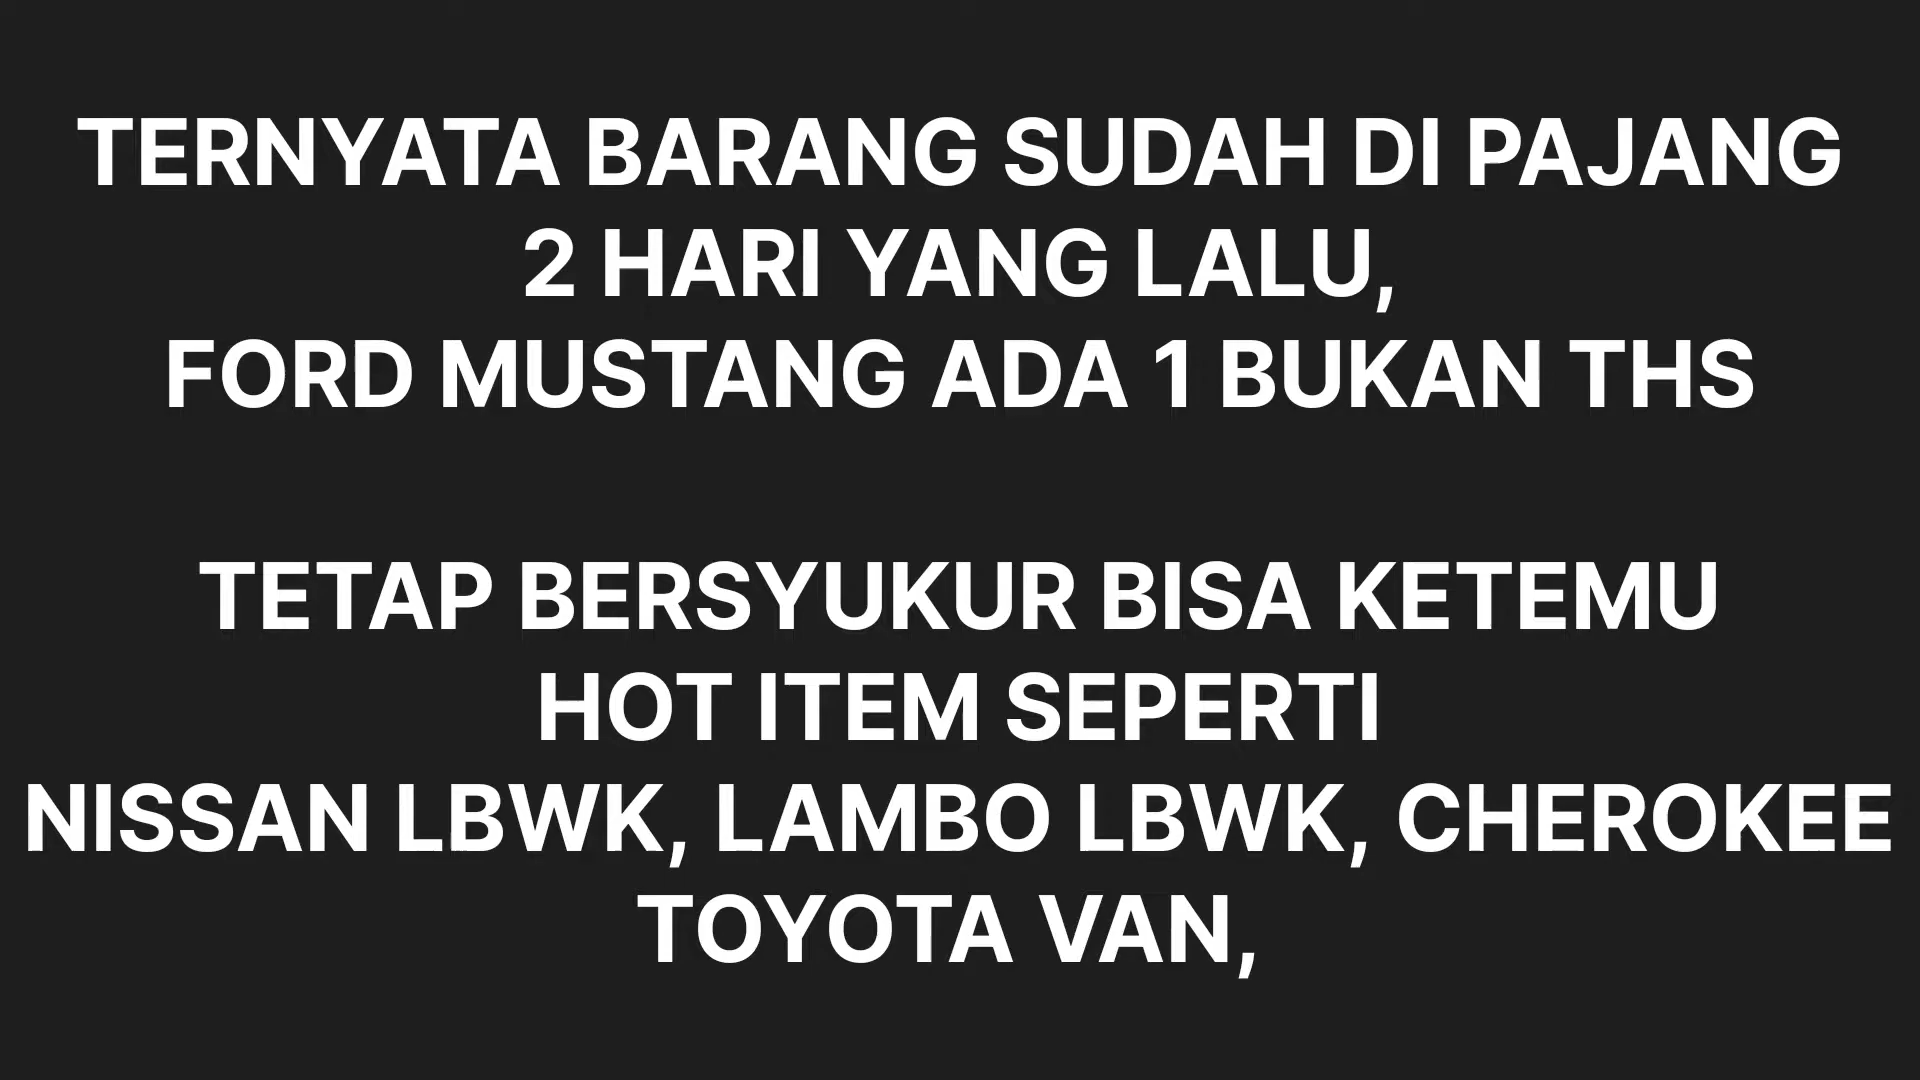 TERNYATA BARANG SUDAH DI PAJANG
2 HARI YANG LALU,
FORD MUSTANG ADA 1 BUKAN THS
TETAP BERSYUKUR BISA KETEMU
HOT ITEM SEPERTI
NISSAN LBWK, LAMBO LBWK, CHEROKEE
TOYOTA VAN,